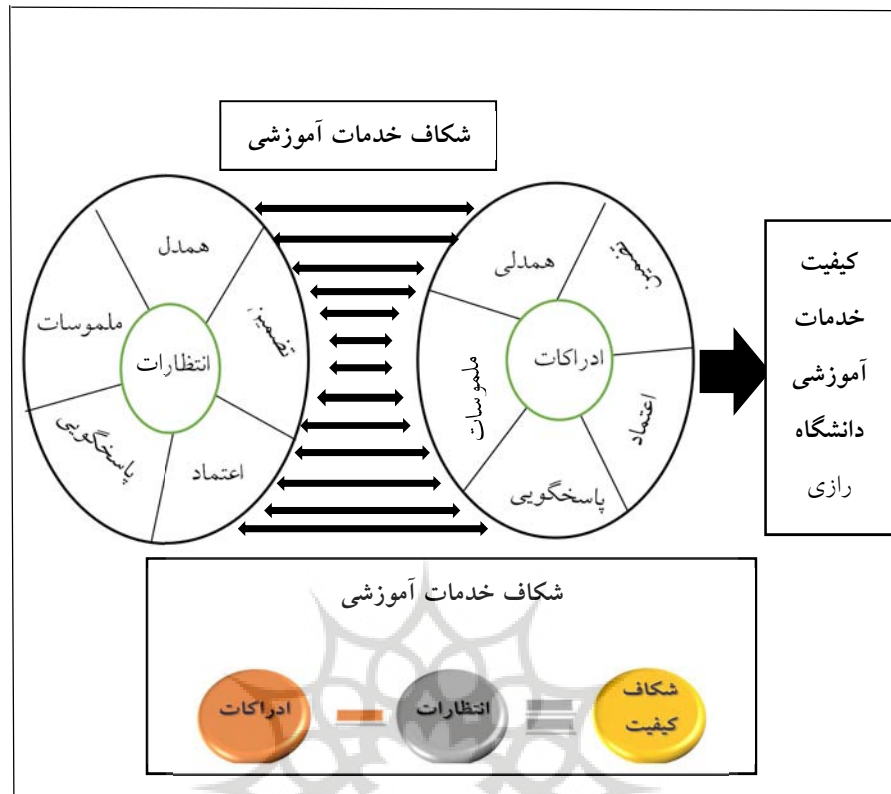 شکاف خدمات آموزشی
همدل
تضمین
ملموسات
انتظارات
پاسخگویی
اعتماد
همدلی
تضمین
ملموسات
ادراکات
اعتماد
پاسخگویی
کیفیت
خدمات
آموزشی
دانشگاه
رازی
شکاف خدمات آموزشی
ادراکات
انتظارات
شکاف
کیفیت